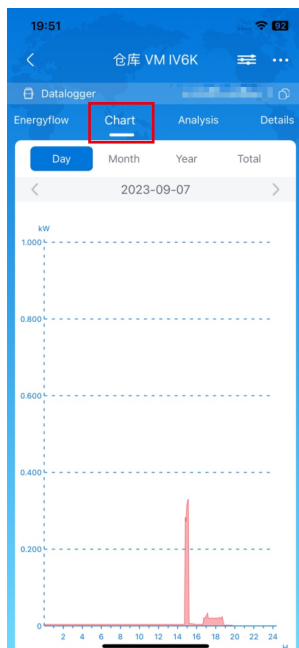 19:51
92
仓库 VM IV6K
Datalogger
Energyflow Chart Analysis Details
Day Month Year Total
2023-09-07
kW
1.000
0.800
0.600
0.400
0.200
0
2 4 6 8 10 12 14 16 18 20 22 24
H